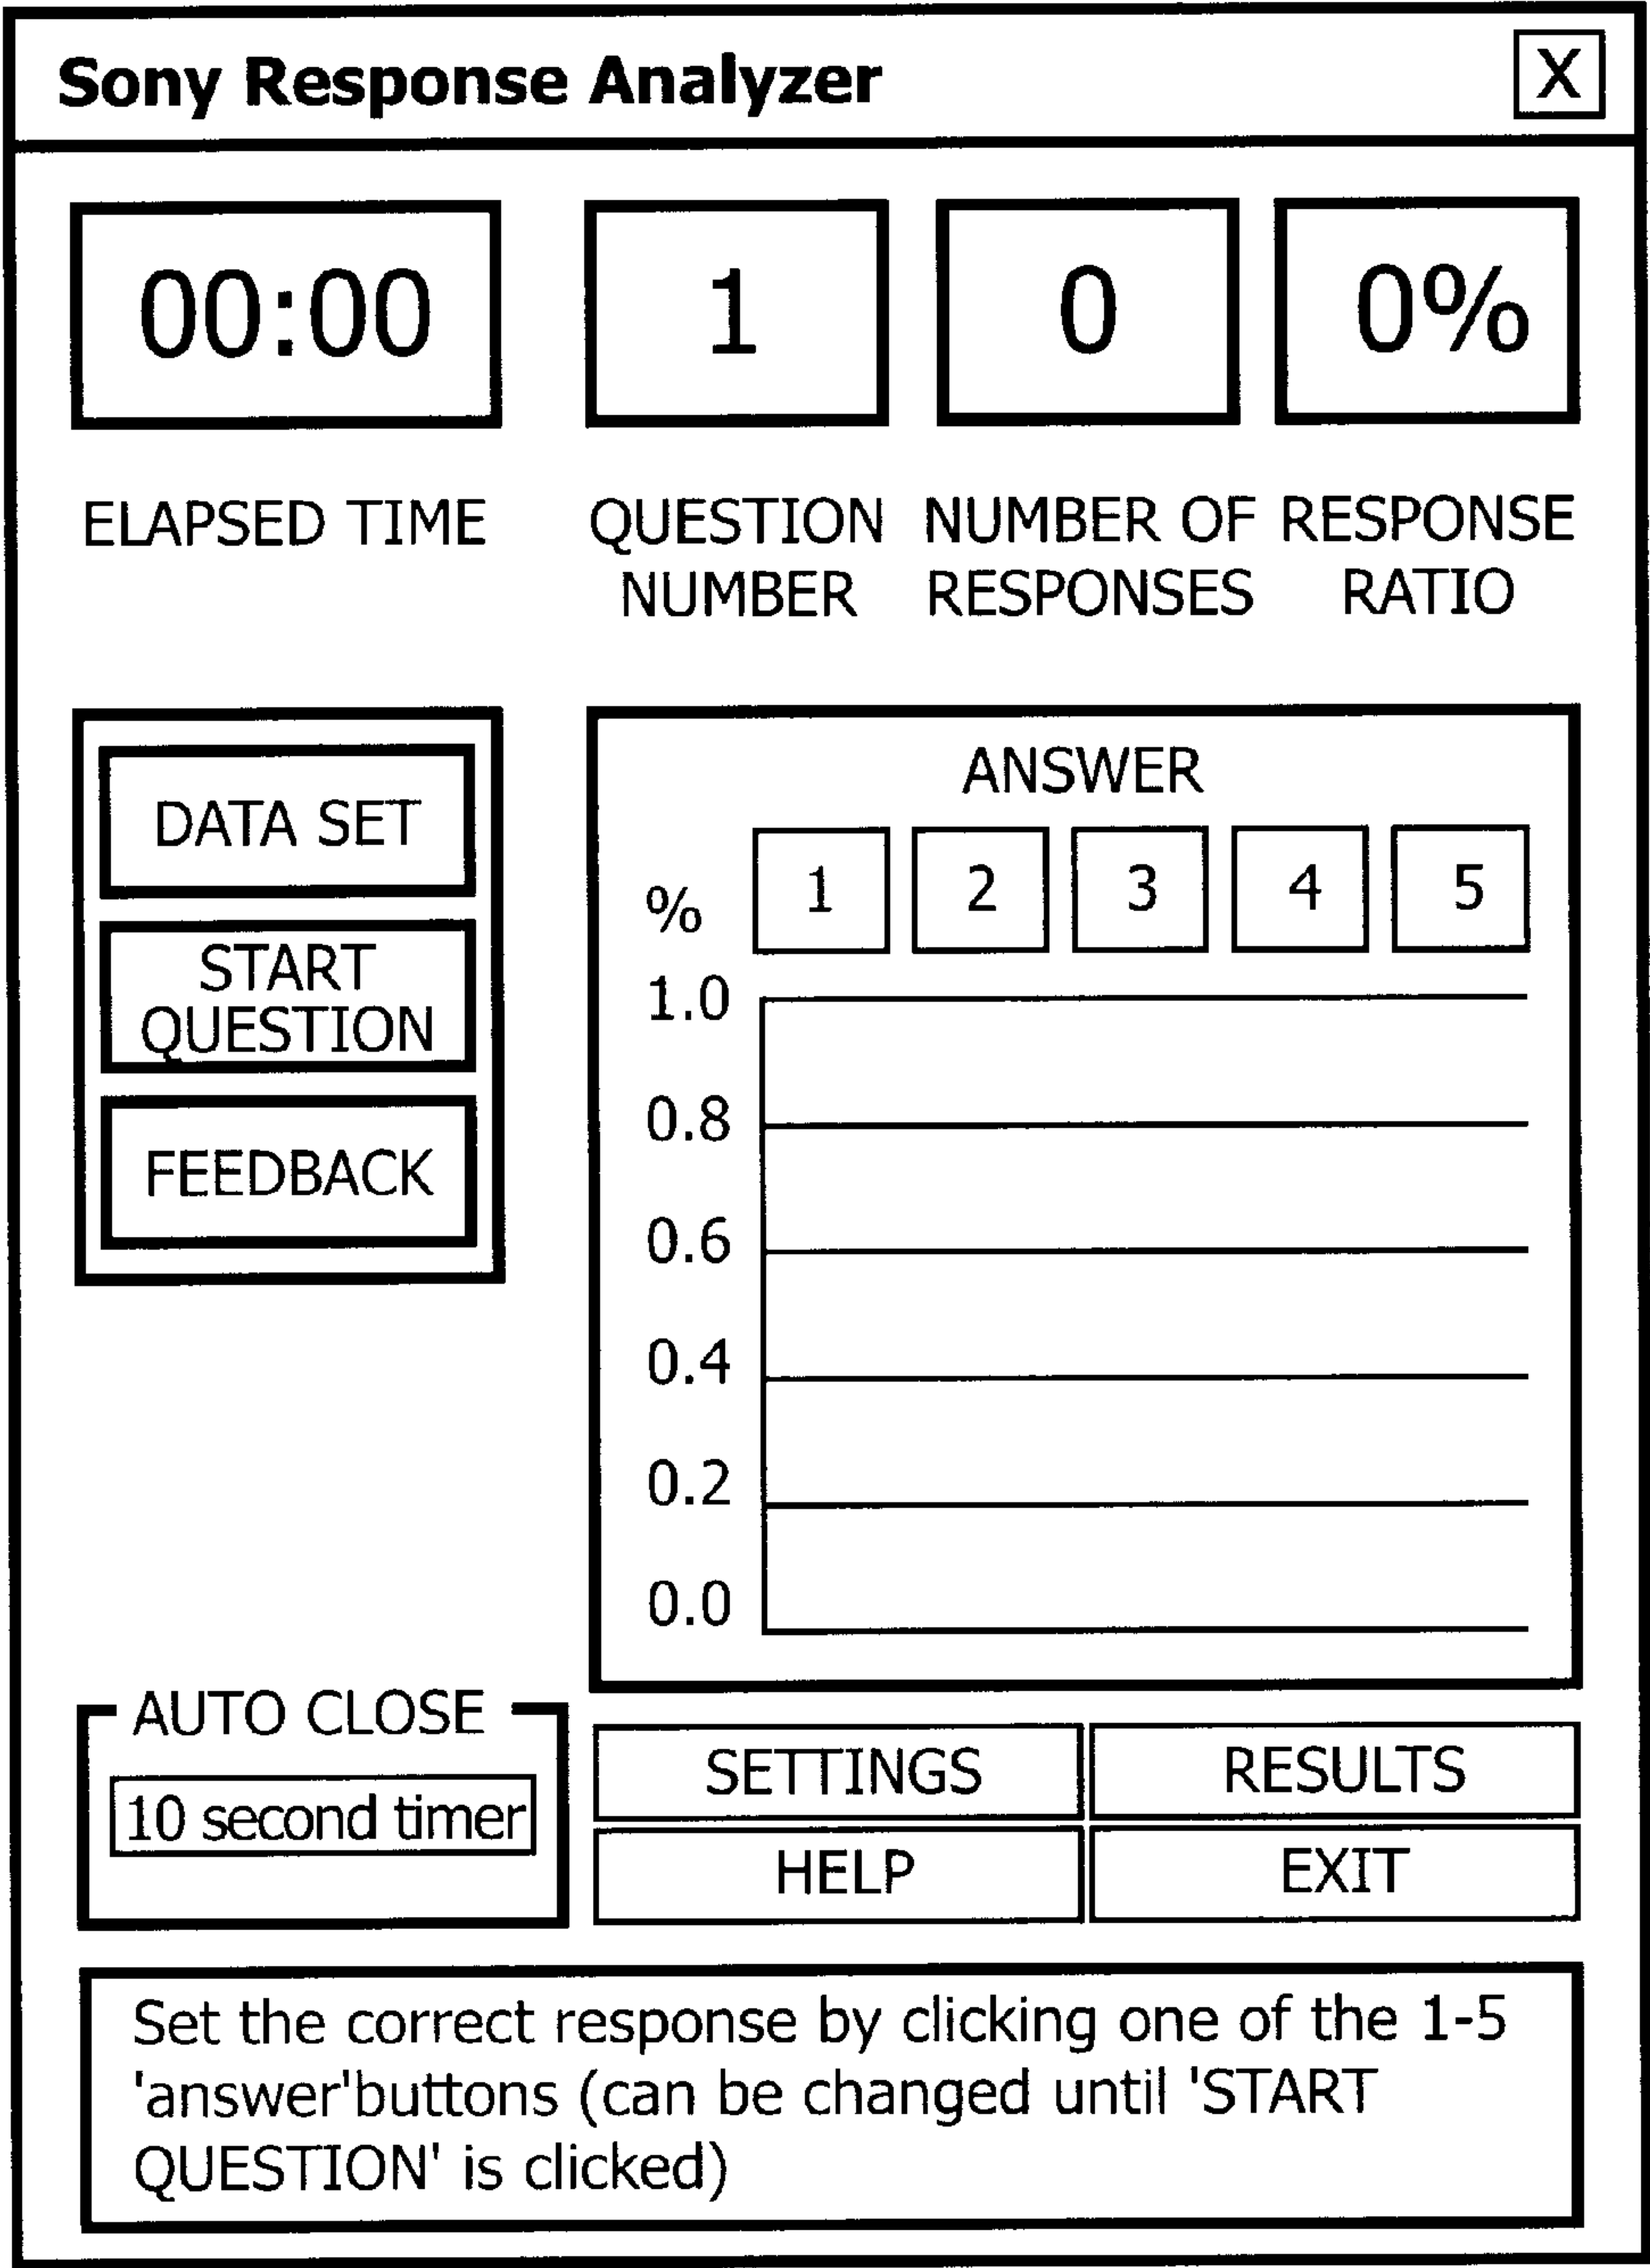 Sony Response Analyzer
X
00:00
1
0
0%
ELAPSED TIME
QUESTION
NUMBER
NUMBER OF
RESPONSES
RESPONSE
RATIO
DATA SET
START
QUESTION
FEEDBACK
ANSWER
%
1
2
3
4
5
1.0
0.8
0.6
0.4
0.2
0.0
AUTO CLOSE
10 second timer
SETTINGS
RESULTS
HELP
EXIT
Set the correct response by clicking one of the 1-5
'answer'buttons (can be changed until 'START
QUESTION' is clicked)